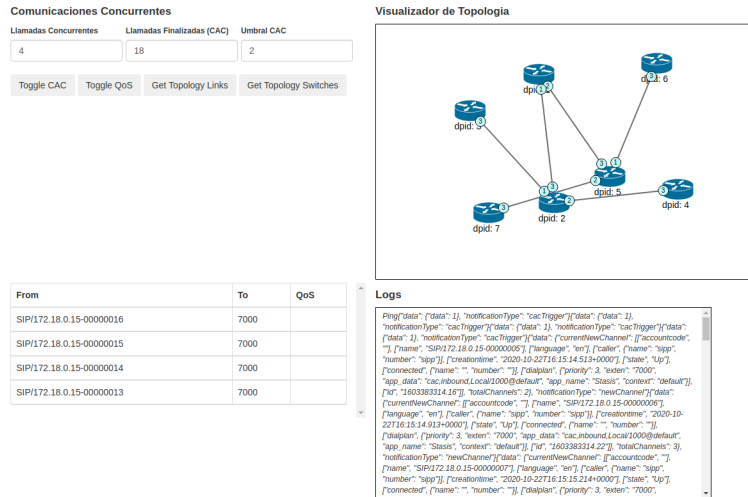 Comunicaciones Concurrentes
Llamadas Concurrentes
Llamadas Finalizadas (CAC)
Umbral CAC
4
18
2
Toggle CAC
Toggle QoS
Get Topology Links
Get Topology Switches
From To QoS
SIP/172.18.0.15-00000016 7000
SIP/172.18.0.15-00000015 7000
SIP/172.18.0.15-00000014 7000
SIP/172.18.0.15-00000013 7000
Visualizador de Topologia
3
dpid: 6
1
2
3
3
1
2
dpid: 5
1
3
2
dpid: 2
3
dpid: 4
3
dpid: 7
Logs
Ping{"data": {"data": 1}, "notificationType": "cacTrigger"}{"data": {"data": 1},
"notificationType": "cacTrigger"}{"data": {"data": 1}, "notificationType": "cacTrigger"}{"data":
{"data": 1}, "notificationType": "cacTrigger"}{"data": {"currentNewChannel": [["accountcode",
""], ["name", "SIP/172.18.0.15-00000005"], ["language", "en"], ["caller", {"name": "sipp",
"number": "sipp"}], ["creationtime", "2020-10-22T16:15:14.513+0000"], ["state", "Up"],
["connected", {"name": "", "number": ""}], ["dialplan", {"priority": 3, "exten": "7000",
"app_data": "cac,inbound,Local/1000@default", "app_name": "Stasis", "context": "default"}],
["id", "1603383314.16"]], "totalChannels": 2}, "notificationType": "newChannel"}{"data":
{"currentNewChannel": [["accountcode", ""], ["name", "SIP/172.18.0.15-00000006"],
["language", "en"], ["caller", {"name": "sipp", "number": "sipp"}], ["creationtime", "2020-10-
22T16:15:14.913+0000"], ["state", "Up"], ["connected", {"name": "", "number": ""}],
["dialplan", {"priority": 3, "exten": "7000", "app_data": "cac,inbound,Local/1000@default",
"app_name": "Stasis", "context": "default"}], ["id", "1603383314.22"]], "totalChannels": 3},
"notificationType": "newChannel"}{"data": {"currentNewChannel": [["accountcode", ""],
["name", "SIP/172.18.0.15-00000007"], ["language", "en"], ["caller", {"name": "sipp",
"number": "sipp"}], ["creationtime", "2020-10-22T16:15:15.214+0000"], ["state", "Up"],
["connected", {"name": "", "number": ""}], ["dialplan", {"priority": 3, "exten": "7000",